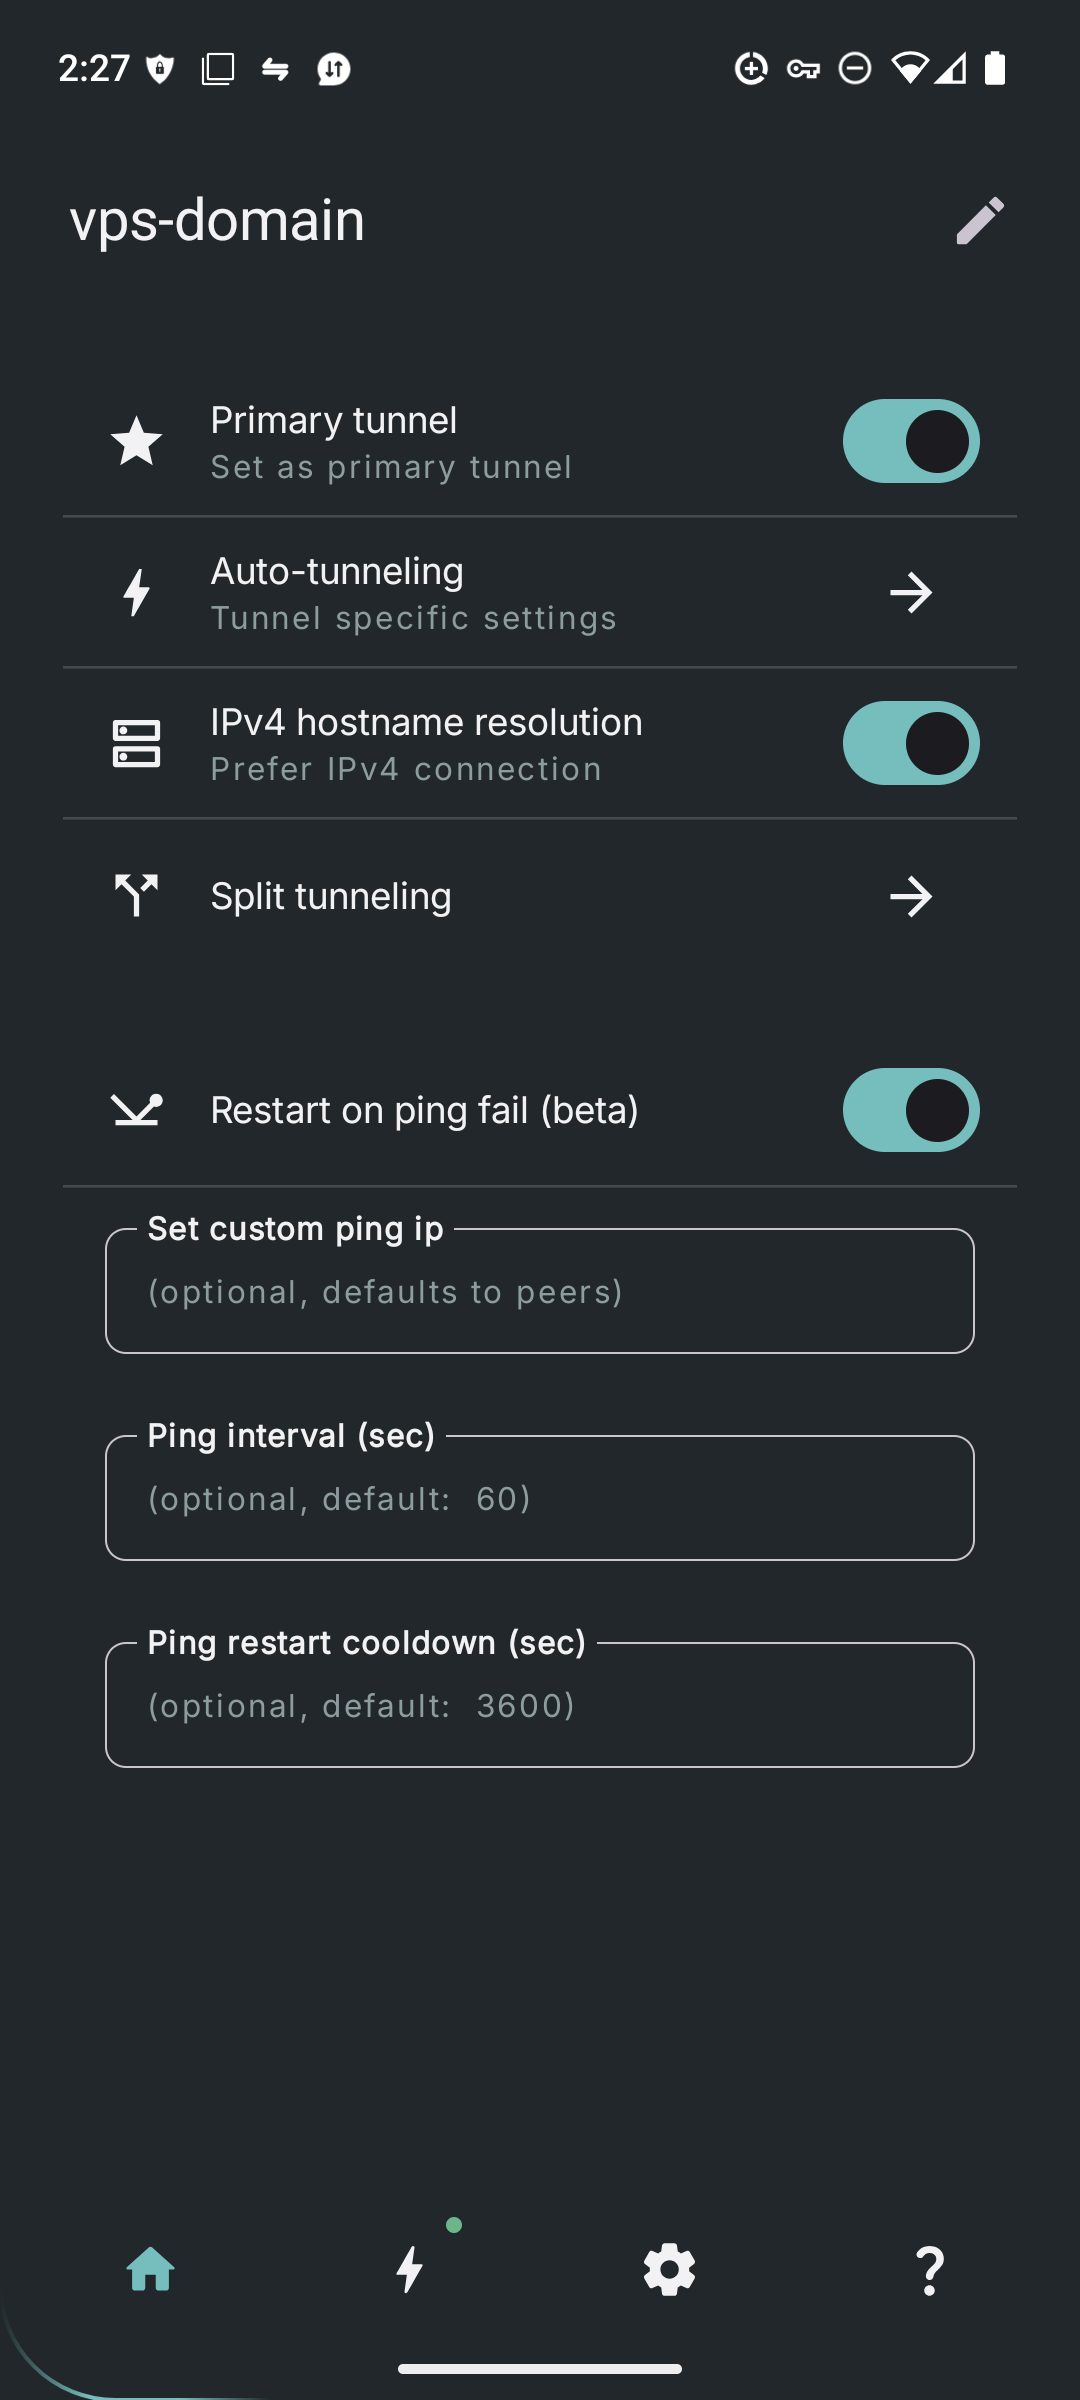 2:27
vps-domain
Primary tunnel
Set as primary tunnel
Auto-tunneling
Tunnel specific settings
IPv4 hostname resolution
Prefer IPv4 connection
Split tunneling
Restart on ping fail (beta)
Set custom ping ip
(optional, defaults to peers)
Ping interval (sec)
(optional, default: 60)
Ping restart cooldown (sec)
(optional, default: 3600)